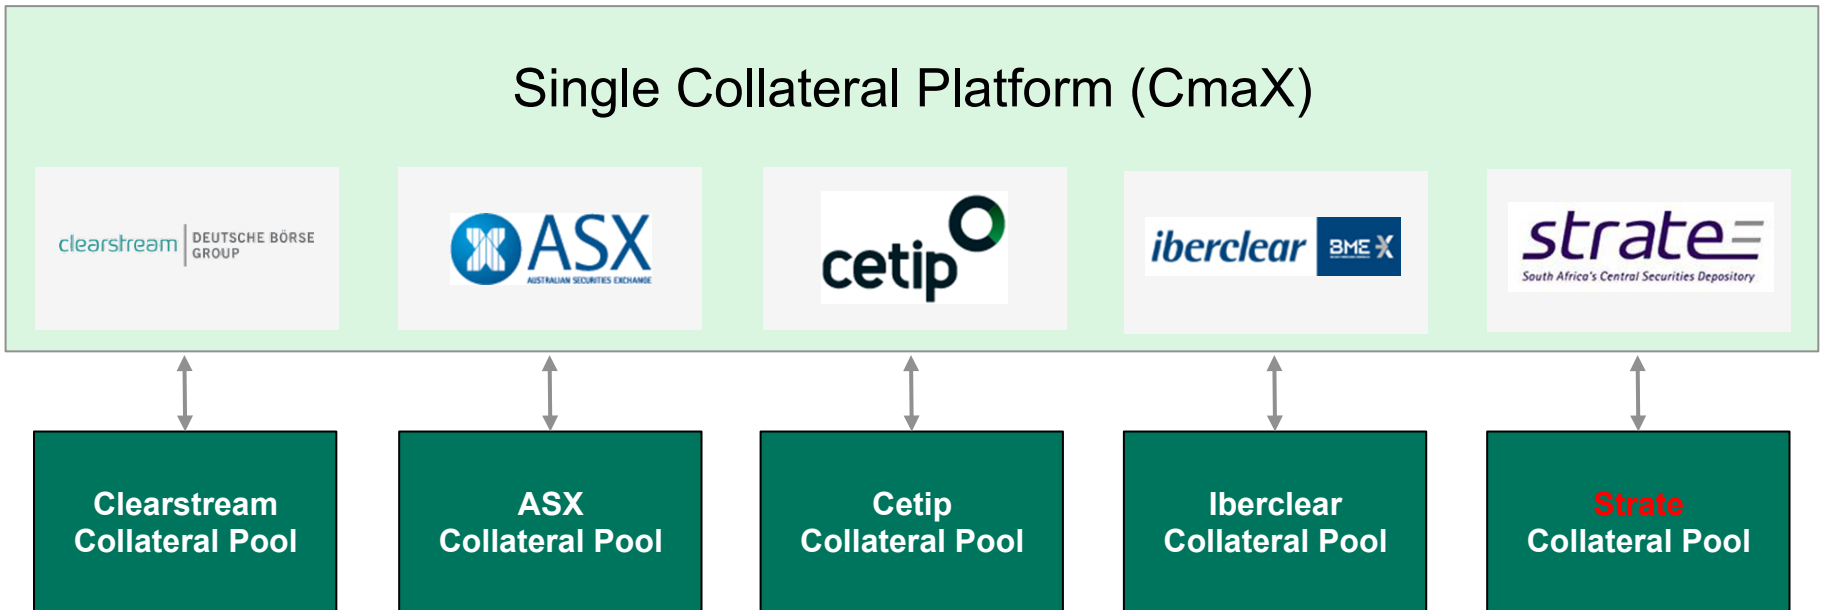 Single Collateral Platform (CmaX)
clearstream
DEUTSCHE BÖRSE
GROUP
ASX
AUSTRALIAN SECURITIES EXCHANGE
cetip
iberclear
BME X
strate
South Africa's Central Securities Depository
Clearstream
Collateral Pool
ASX
Collateral Pool
Cetip
Collateral Pool
Iberclear
Collateral Pool
Strate
Collateral Pool